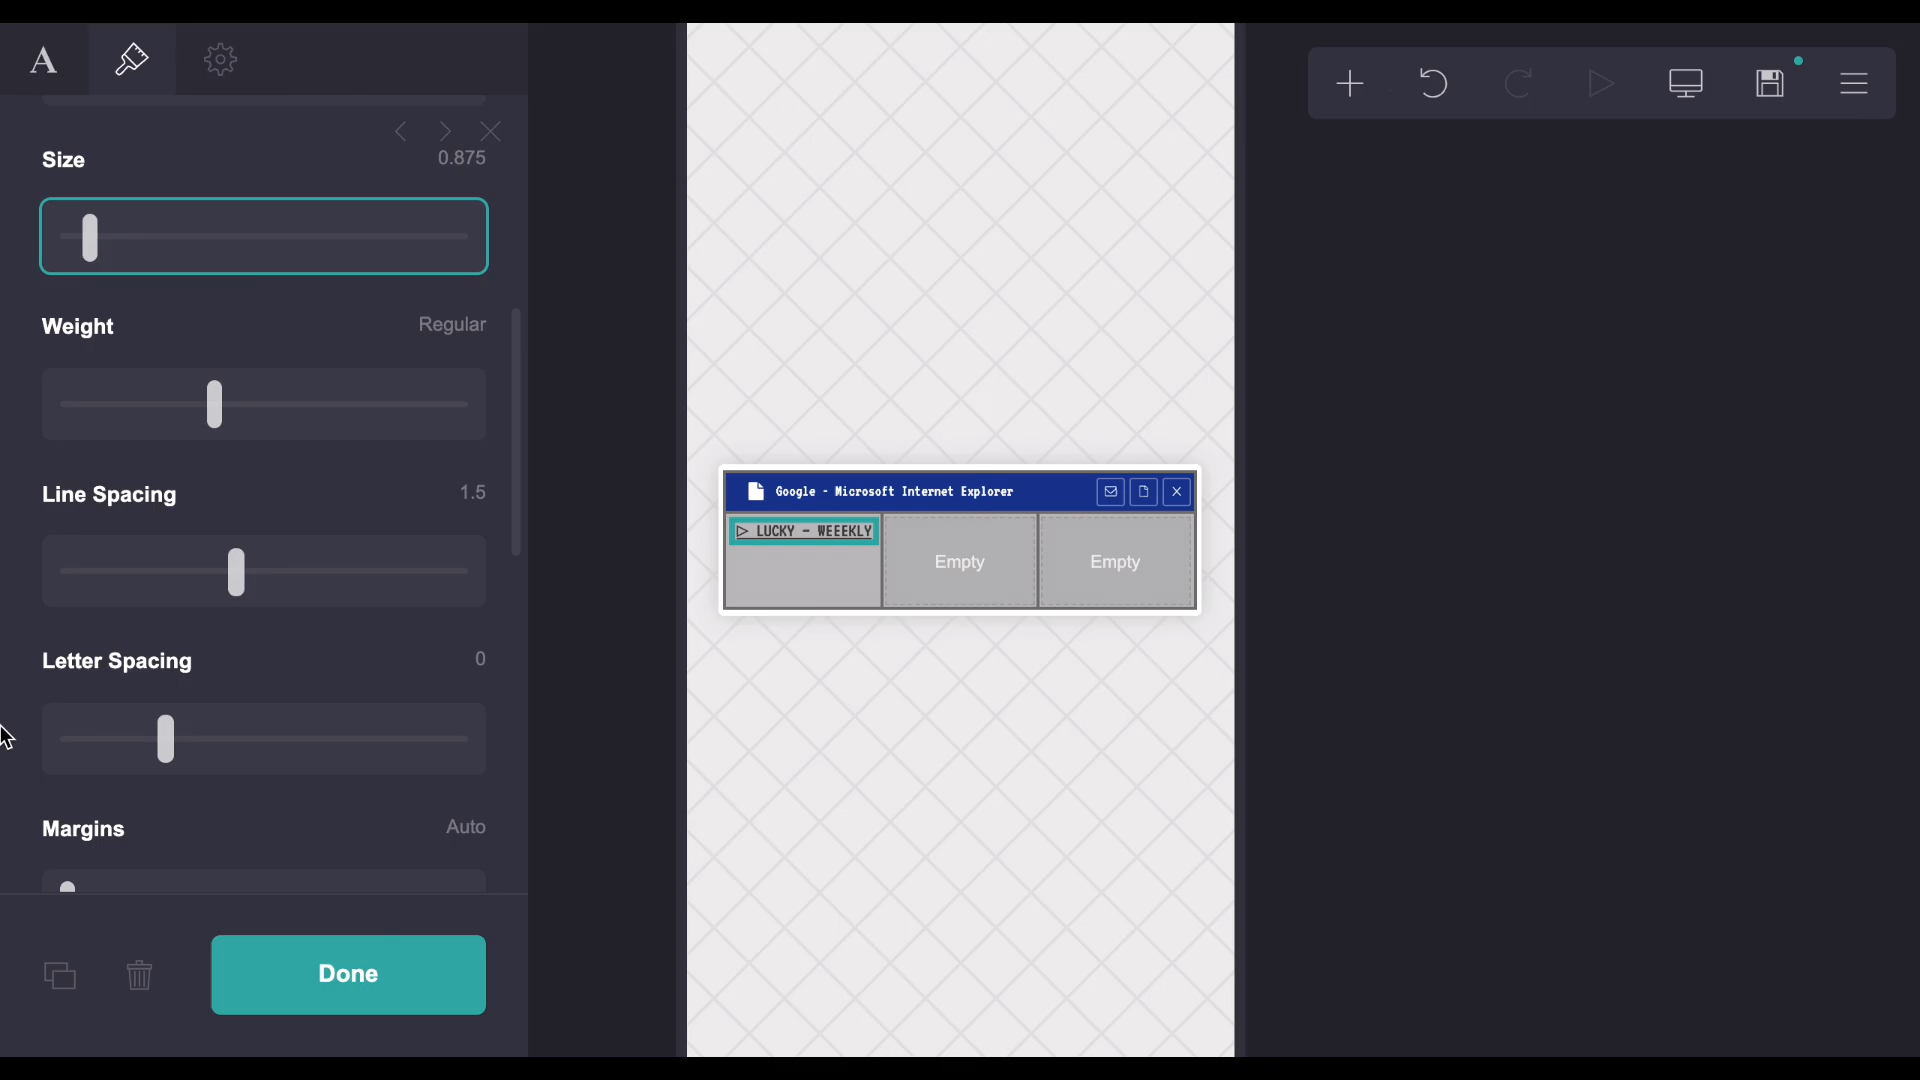 A
Size 0.875
Weight Regular
Line Spacing 1.5
Letter Spacing 0
Margins Auto
Done
Google - Microsoft Internet Explorer
▷ LUCKY - WEEEKLY
Empty
Empty